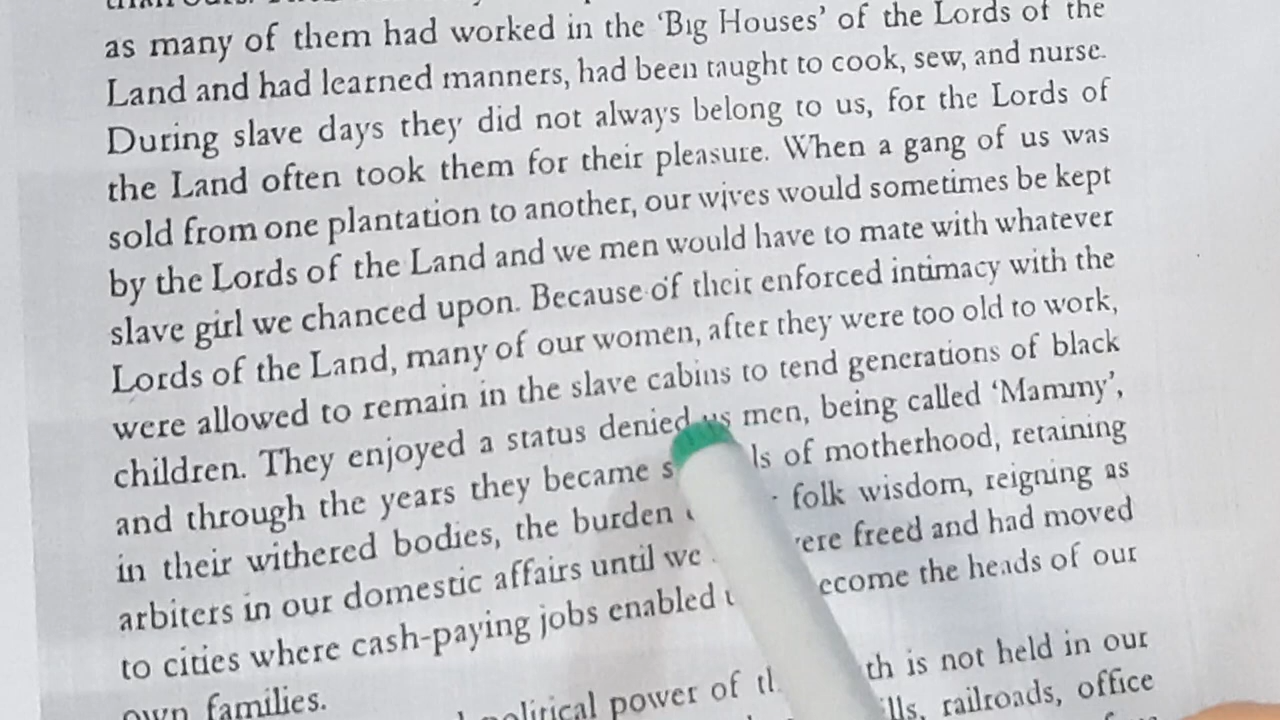 as many of them had worked in the ‘Big Houses’ of the Lords of the
Land and had learned manners, had been taught to cook, sew, and nurse.
During slave days they did not always belong to us, for the Lords of
the Land often took them for their pleasure. When a gang of us was
sold from one plantation to another, our wives would sometimes be kept
by the Lords of the Land and we men would have to mate with whatever
slave girl we chanced upon. Because of their enforced intimacy with the
Lords of the Land, many of our women, after they were too old to work,
were allowed to remain in the slave cabins to tend generations of black
children. They enjoyed a status denied us men, being called ‘Mammy’,
and through the years they became of motherhood, retaining
in their withered bodies, the burden folk wisdom, reigning as
arbiters in our domestic affairs until we freed and had moved
to cities where cash-paying jobs enabled the heads of our
own families.
political power of is not held in our
railroads, office